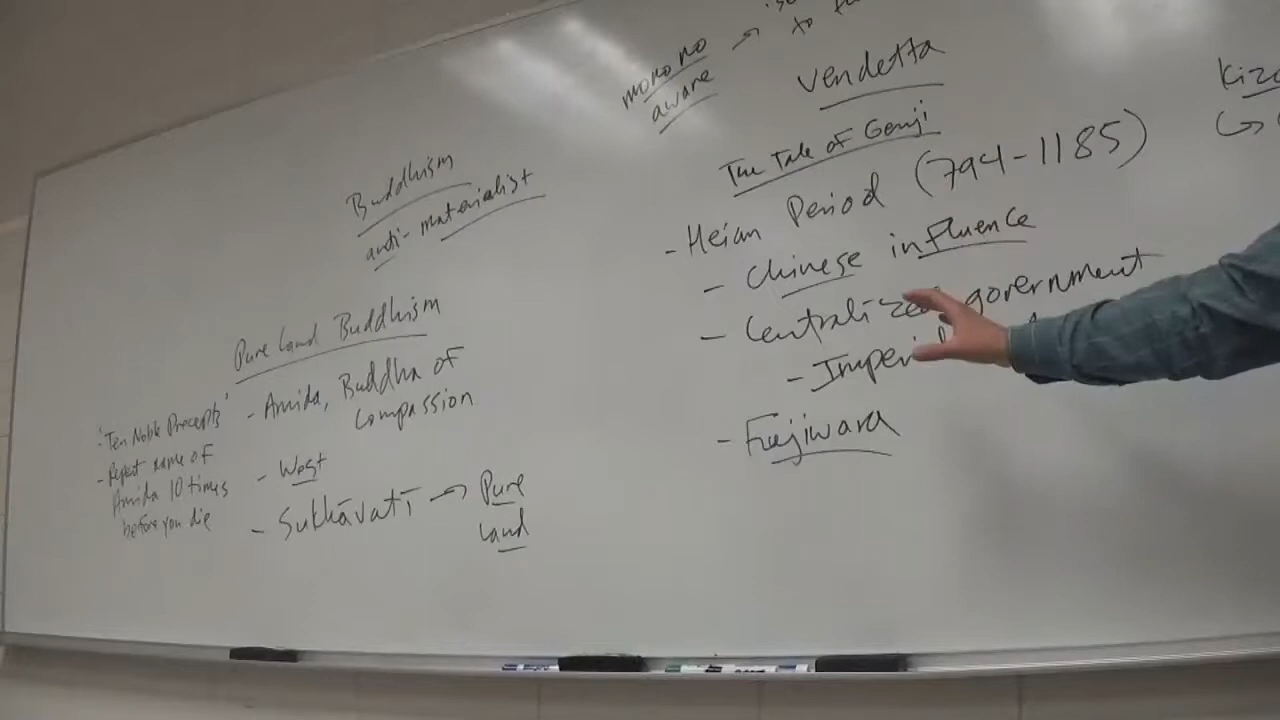 Buddhism
anti-materialist
Pure Land Buddhism
- Amida, Buddha of
compassion
- West
- Sukhāvatī → Pure
Land
'Ten Noble Precepts'
- Repeat name of
Amida 10 times
before you die
mono no →
aware
to
Vendetta
The Tale of Genji
- Heian Period (794-1185)
- Chinese influence
- Centralized government
- Imperial
- Fujiwara